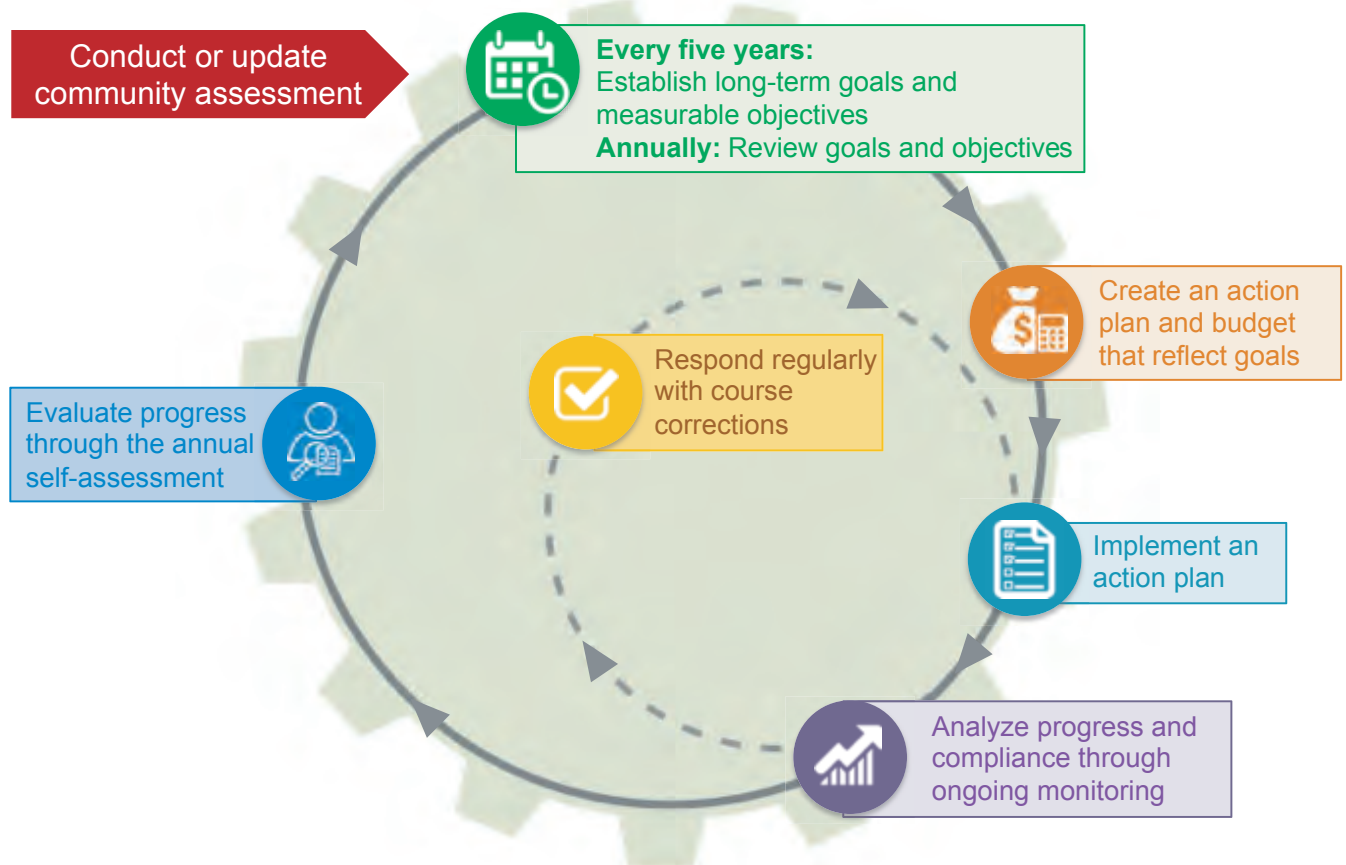 Conduct or update
community assessment
Every five years:
Establish long-term goals and
measurable objectives
Annually: Review goals and objectives
Create an action
plan and budget
that reflect goals
Respond regularly
with course
corrections
Evaluate progress
through the annual
self-assessment
Implement an
action plan
Analyze progress and
compliance through
ongoing monitoring